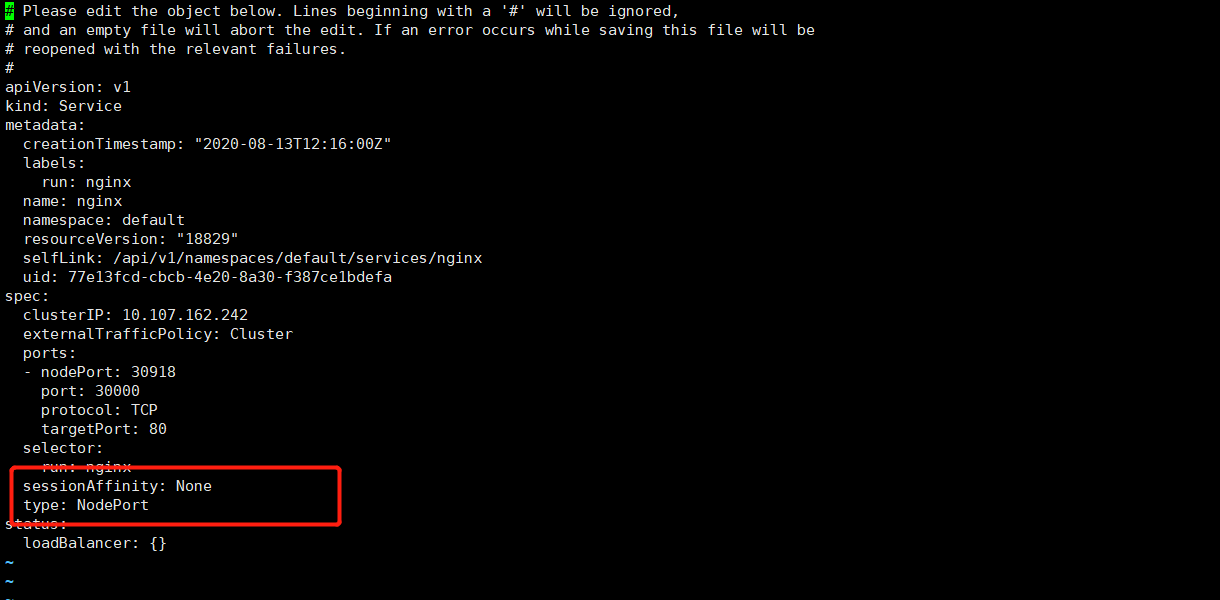 # Please edit the object below. Lines beginning with a '#' will be ignored,
# and an empty file will abort the edit. If an error occurs while saving this file will be
# reopened with the relevant failures.
#
apiVersion: v1
kind: Service
metadata:
  creationTimestamp: "2020-08-13T12:16:00Z"
  labels:
    run: nginx
  name: nginx
  namespace: default
  resourceVersion: "18829"
  selfLink: /api/v1/namespaces/default/services/nginx
  uid: 77e13fcd-cbcb-4e20-8a30-f387ce1bdefa
spec:
  clusterIP: 10.107.162.242
  externalTrafficPolicy: Cluster
  ports:
  - nodePort: 30918
    port: 30000
    protocol: TCP
    targetPort: 80
  selector:
    run: nginx
  sessionAffinity: None
  type: NodePort
status:
  loadBalancer: {}
~
~
~